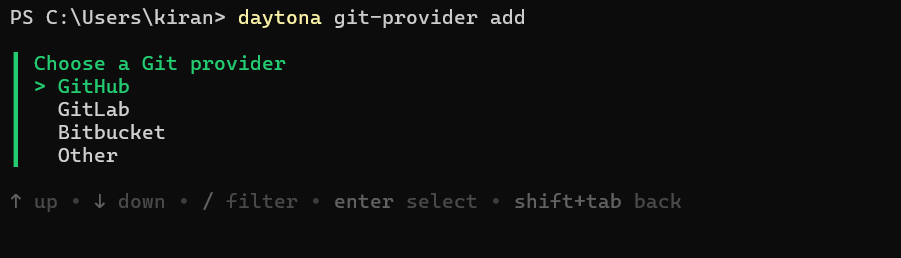 PS C:\Users\kiran> daytona git-provider add
Choose a Git provider
> GitHub
GitLab
Bitbucket
Other
↑ up • ↓ down • / filter • enter select • shift+tab back